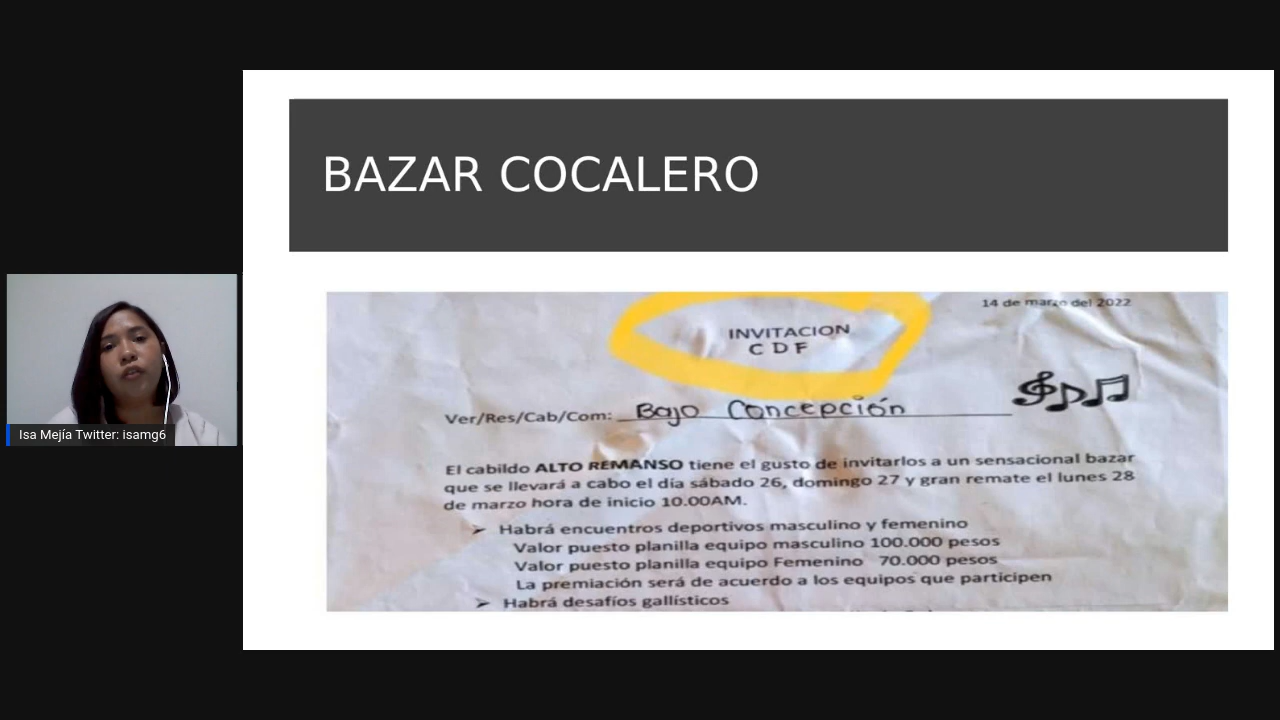 BAZAR COCALERO
14 de marzo del 2022
INVITACION
C D F
Ver/Res/Cab/Com: Bajo Concepción
El cabildo ALTO REMANSO tiene el gusto de invitarlos a un sensacional bazar
que se llevará a cabo el día sábado 26, domingo 27 y gran remate el lunes 28
de marzo hora de inicio 10.00AM.
➢ Habrá encuentros deportivos masculino y femenino
Valor puesto planilla equipo masculino 100.000 pesos
Valor puesto planilla equipo Femenino 70.000 pesos
La premiación será de acuerdo a los equipos que participen
➢ Habrá desafíos gallísticos
Isa Mejía Twitter: isamg6